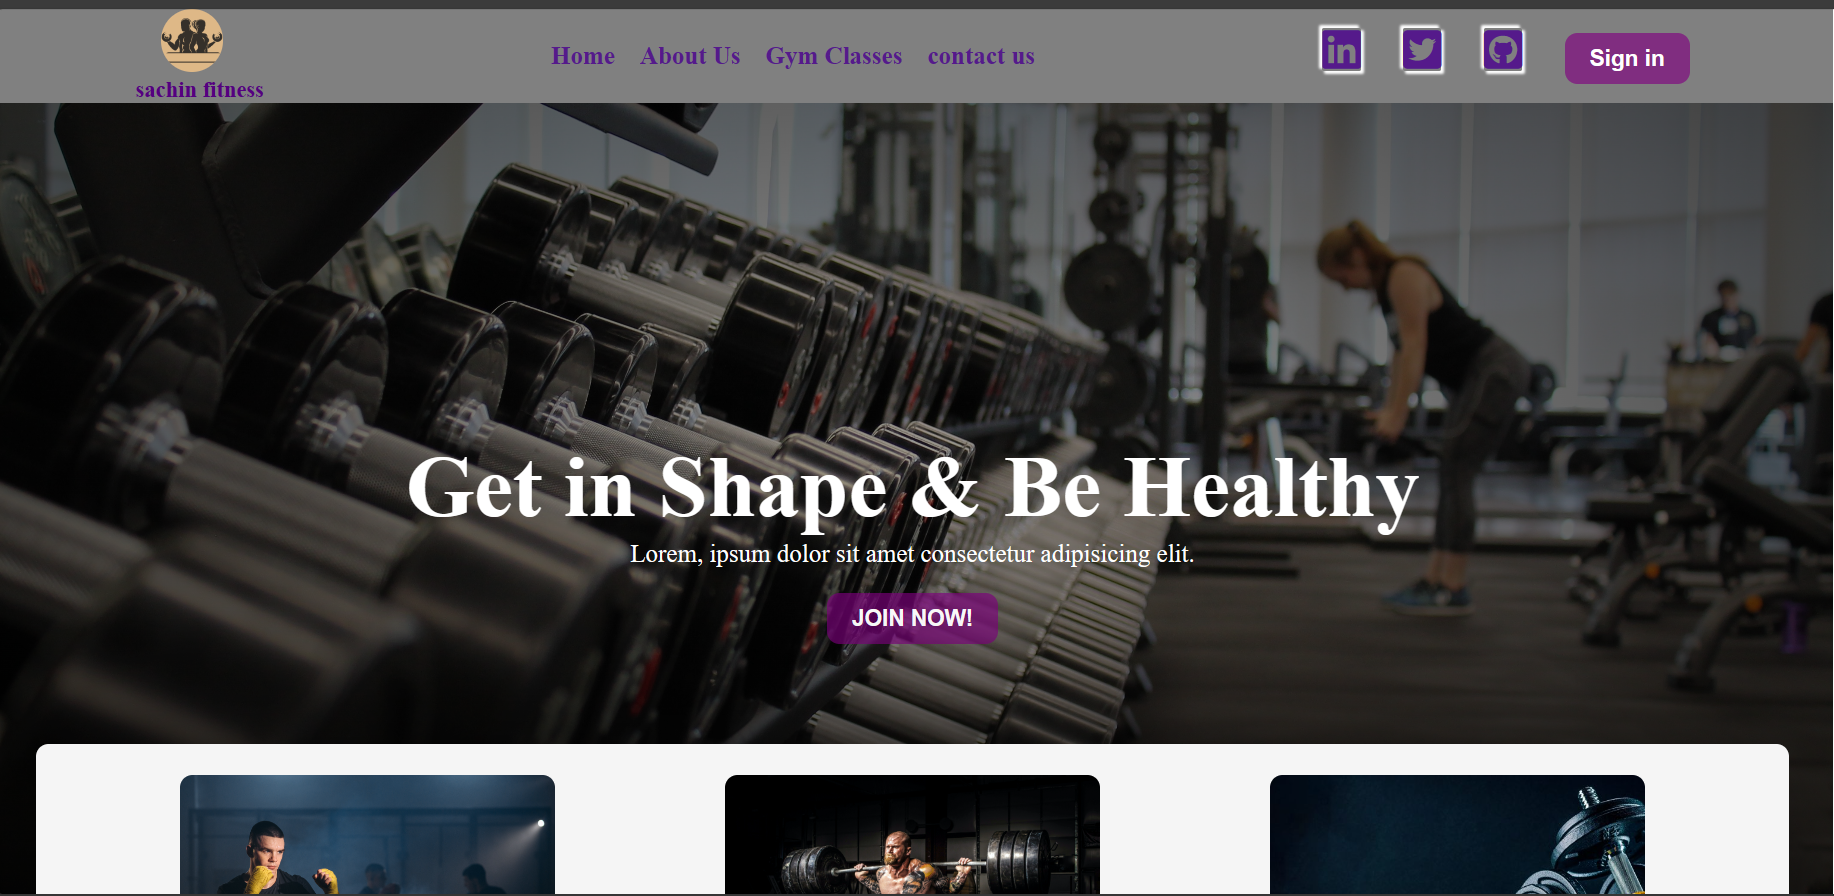 sachin fitness
Home About Us Gym Classes contact us
in
Sign in
Get in Shape & Be Healthy
Lorem, ipsum dolor sit amet consectetur adipisicing elit.
JOIN NOW!